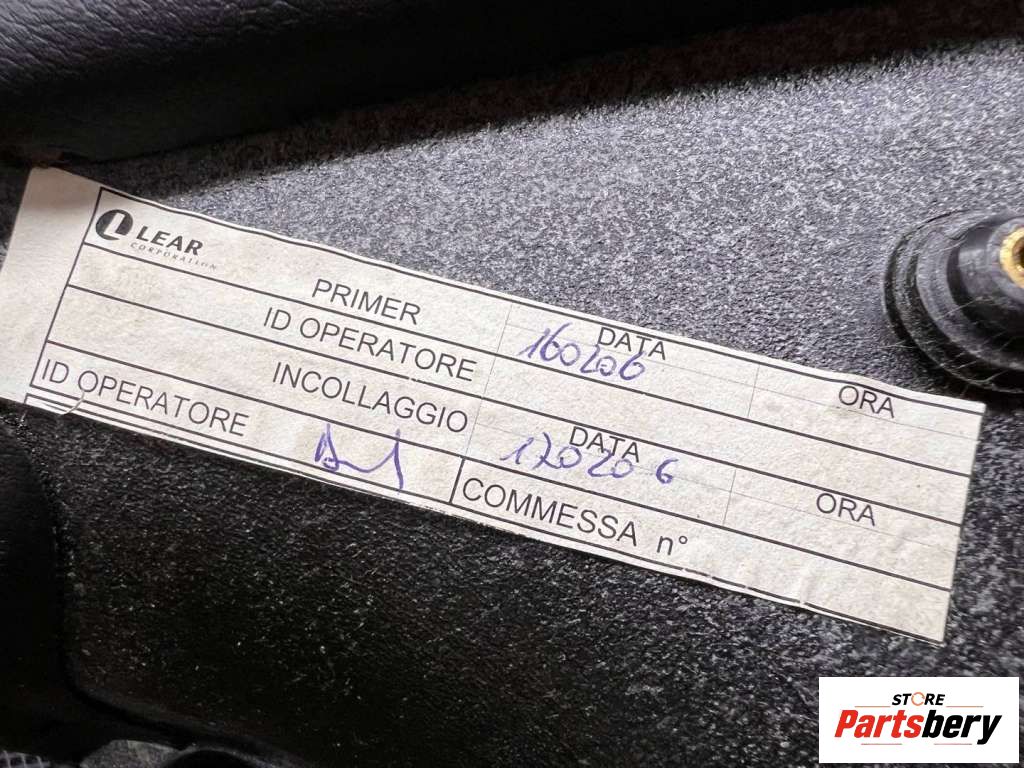 LEAR
CORPORATION
PRIMER DATA 160206 ORA
ID OPERATORE
INCOLLAGGIO DATA 170206 ORA
ID OPERATORE COMMESSA n°
STORE
Partsbery